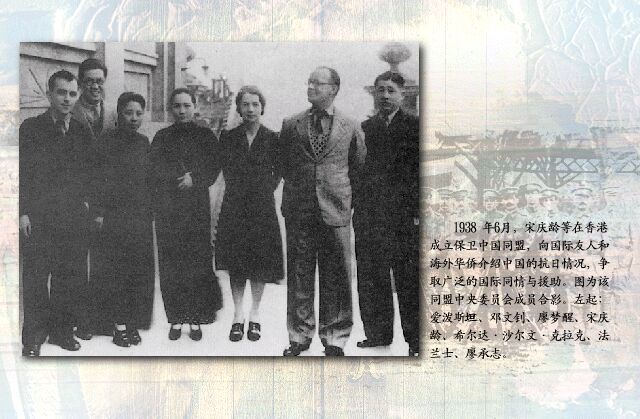 1938 年6月，宋庆龄等在香港
成立保卫中国同盟，向国际友人和
海外华侨介绍中国的抗日情况，争
取广泛的国际同情与援助。图为该
同盟中央委员会成员合影。左起：
爱泼斯坦、邓文钊、廖梦醒、宋庆
龄、希尔达·沙尔文·克拉克、法
兰士、廖承志。